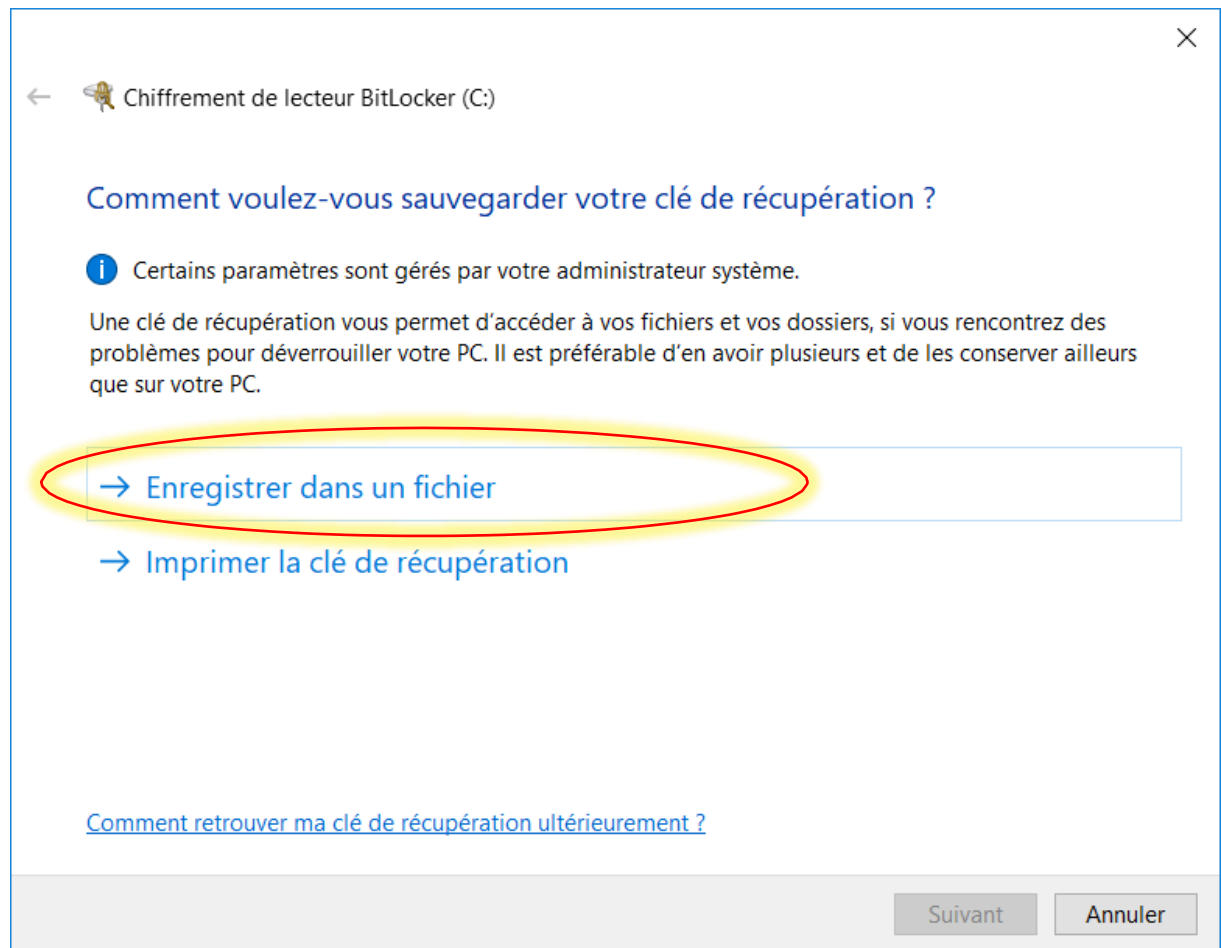 Chiffrement de lecteur BitLocker (C:)
Comment voulez-vous sauvegarder votre clé de récupération ?
Certains paramètres sont gérés par votre administrateur système.
Une clé de récupération vous permet d’accéder à vos fichiers et vos dossiers, si vous rencontrez des
problèmes pour déverrouiller votre PC. Il est préférable d’en avoir plusieurs et de les conserver ailleurs
que sur votre PC.
→ Enregistrer dans un fichier
→ Imprimer la clé de récupération
Comment retrouver ma clé de récupération ultérieurement ?
Suivant Annuler